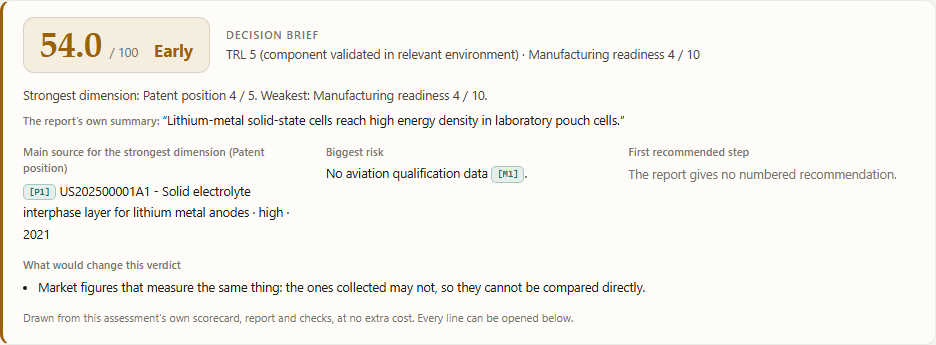 54.0 / 100 Early
DECISION BRIEF
TRL 5 (component validated in relevant environment) · Manufacturing readiness 4 / 10
Strongest dimension: Patent position 4 / 5. Weakest: Manufacturing readiness 4 / 10.
The report's own summary: “Lithium-metal solid-state cells reach high energy density in laboratory pouch cells.”
Main source for the strongest dimension (Patent
position)
[P1] US202500001A1 - Solid electrolyte
interphase layer for lithium metal anodes · high ·
2021
Biggest risk
No aviation qualification data [M1].
First recommended step
The report gives no numbered recommendation.
What would change this verdict
• Market figures that measure the same thing: the ones collected may not, so they cannot be compared directly.
Drawn from this assessment's own scorecard, report and checks, at no extra cost. Every line can be opened below.